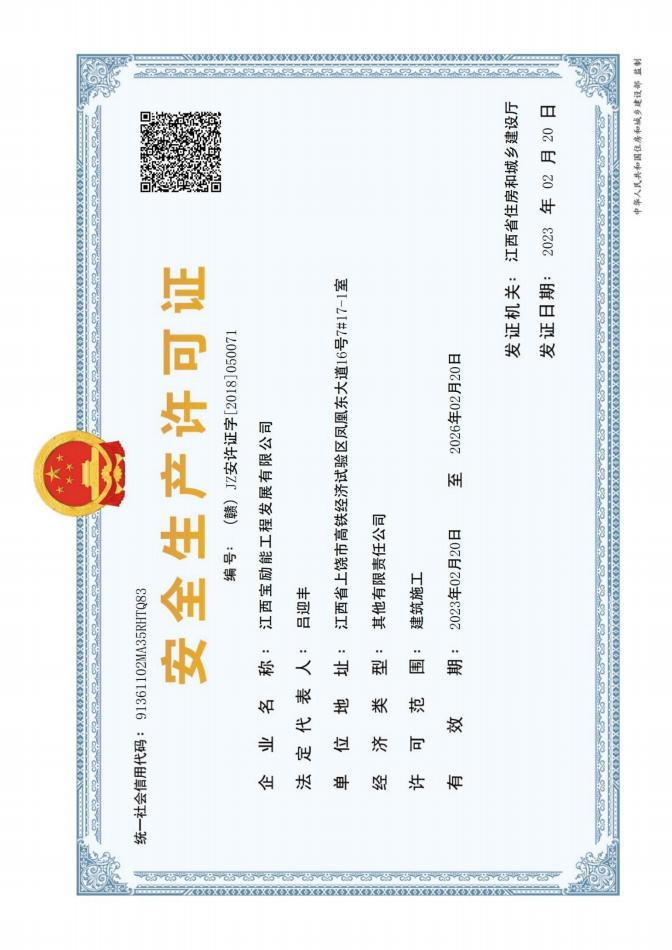 统一社会信用代码：91361102MA35RHTQ83
安全生产许可证
编号：（赣）JZ安许证字[2018]050071
企业名称：江西宝励能工程发展有限公司
法定代表人：吕迎丰
单位地址：江西省上饶市高铁经济试验区凤凰东大道16号7#17-1室
经济类型：其他有限责任公司
许可范围：建筑施工
有效期：2023年02月20日 至 2026年02月20日
发证机关：江西省住房和城乡建设厅
发证日期：2023 年 02 月 20 日
中华人民共和国住房和城乡建设部 监制